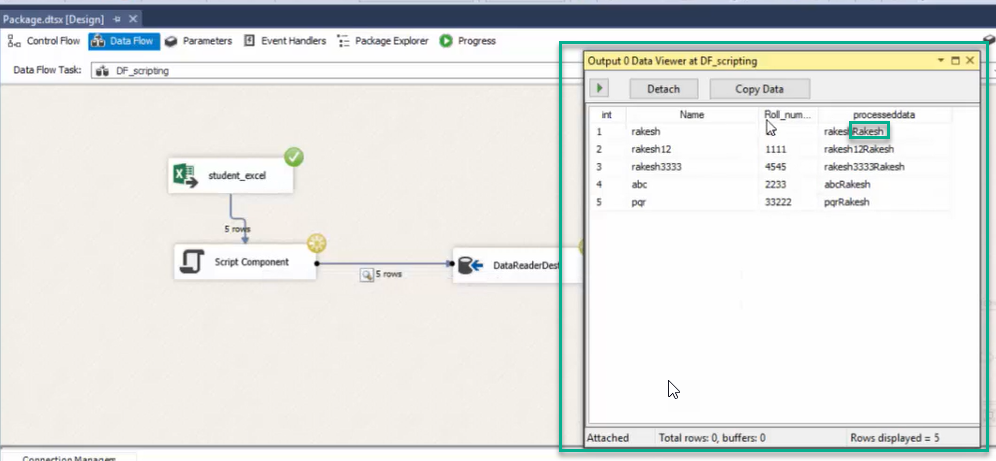 Package.dtsx [Design]
Control Flow Data Flow Parameters Event Handlers Package Explorer Progress
Data Flow Task: DF_scripting
student_excel
5 rows
Script Component
5 rows
DataReaderDest
Output 0 Data Viewer at DF_scripting
Detach Copy Data
int Name Roll_num... processeddata
1 rakesh rakeshRakesh
2 rakesh12 1111 rakesh12Rakesh
3 rakesh3333 4545 rakesh3333Rakesh
4 abc 2233 abcRakesh
5 pqr 33222 pqrRakesh
Attached Total rows: 0, buffers: 0 Rows displayed = 5
Connection Managers